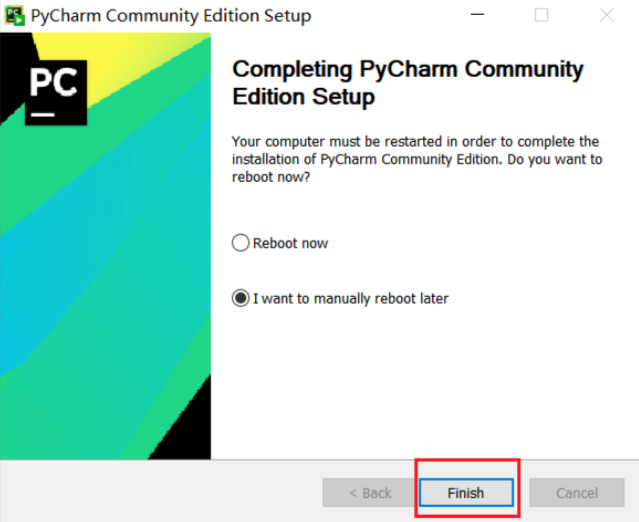 PyCharm Community Edition Setup
PC
Completing PyCharm Community
Edition Setup
Your computer must be restarted in order to complete the
installation of PyCharm Community Edition. Do you want to
reboot now?
Reboot now
I want to manually reboot later
< Back
Finish
Cancel